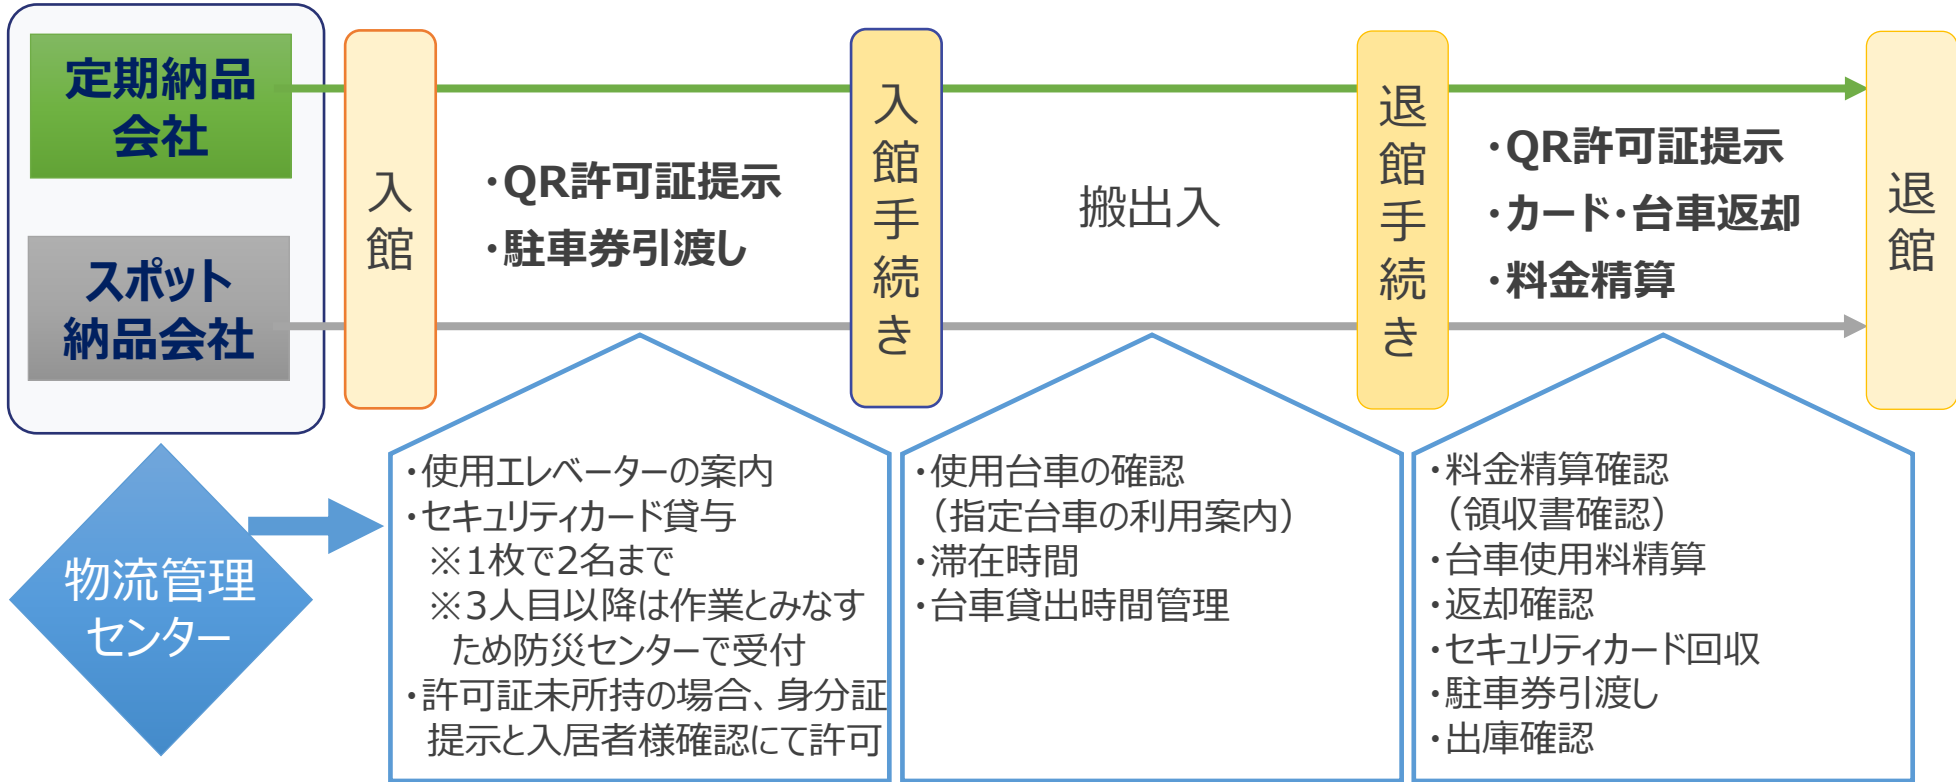 定期納品
会社
スポット
納品会社
入館
・QR許可証提示
・駐車券引渡し
入館手続き
搬出入
退館手続き
・QR許可証提示
・カード・台車返却
・料金精算
退館
物流管理
センター
・使用エレベーターの案内
・セキュリティカード貸与
※1枚で2名まで
※3人目以降は作業とみなす
ため防災センターで受付
・許可証未所持の場合、身分証
提示と入居者様確認にて許可
・使用台車の確認
（指定台車の利用案内）
・滞在時間
・台車貸出時間管理
・料金精算確認
（領収書確認）
・台車使用料精算
・返却確認
・セキュリティカード回収
・駐車券引渡し
・出庫確認